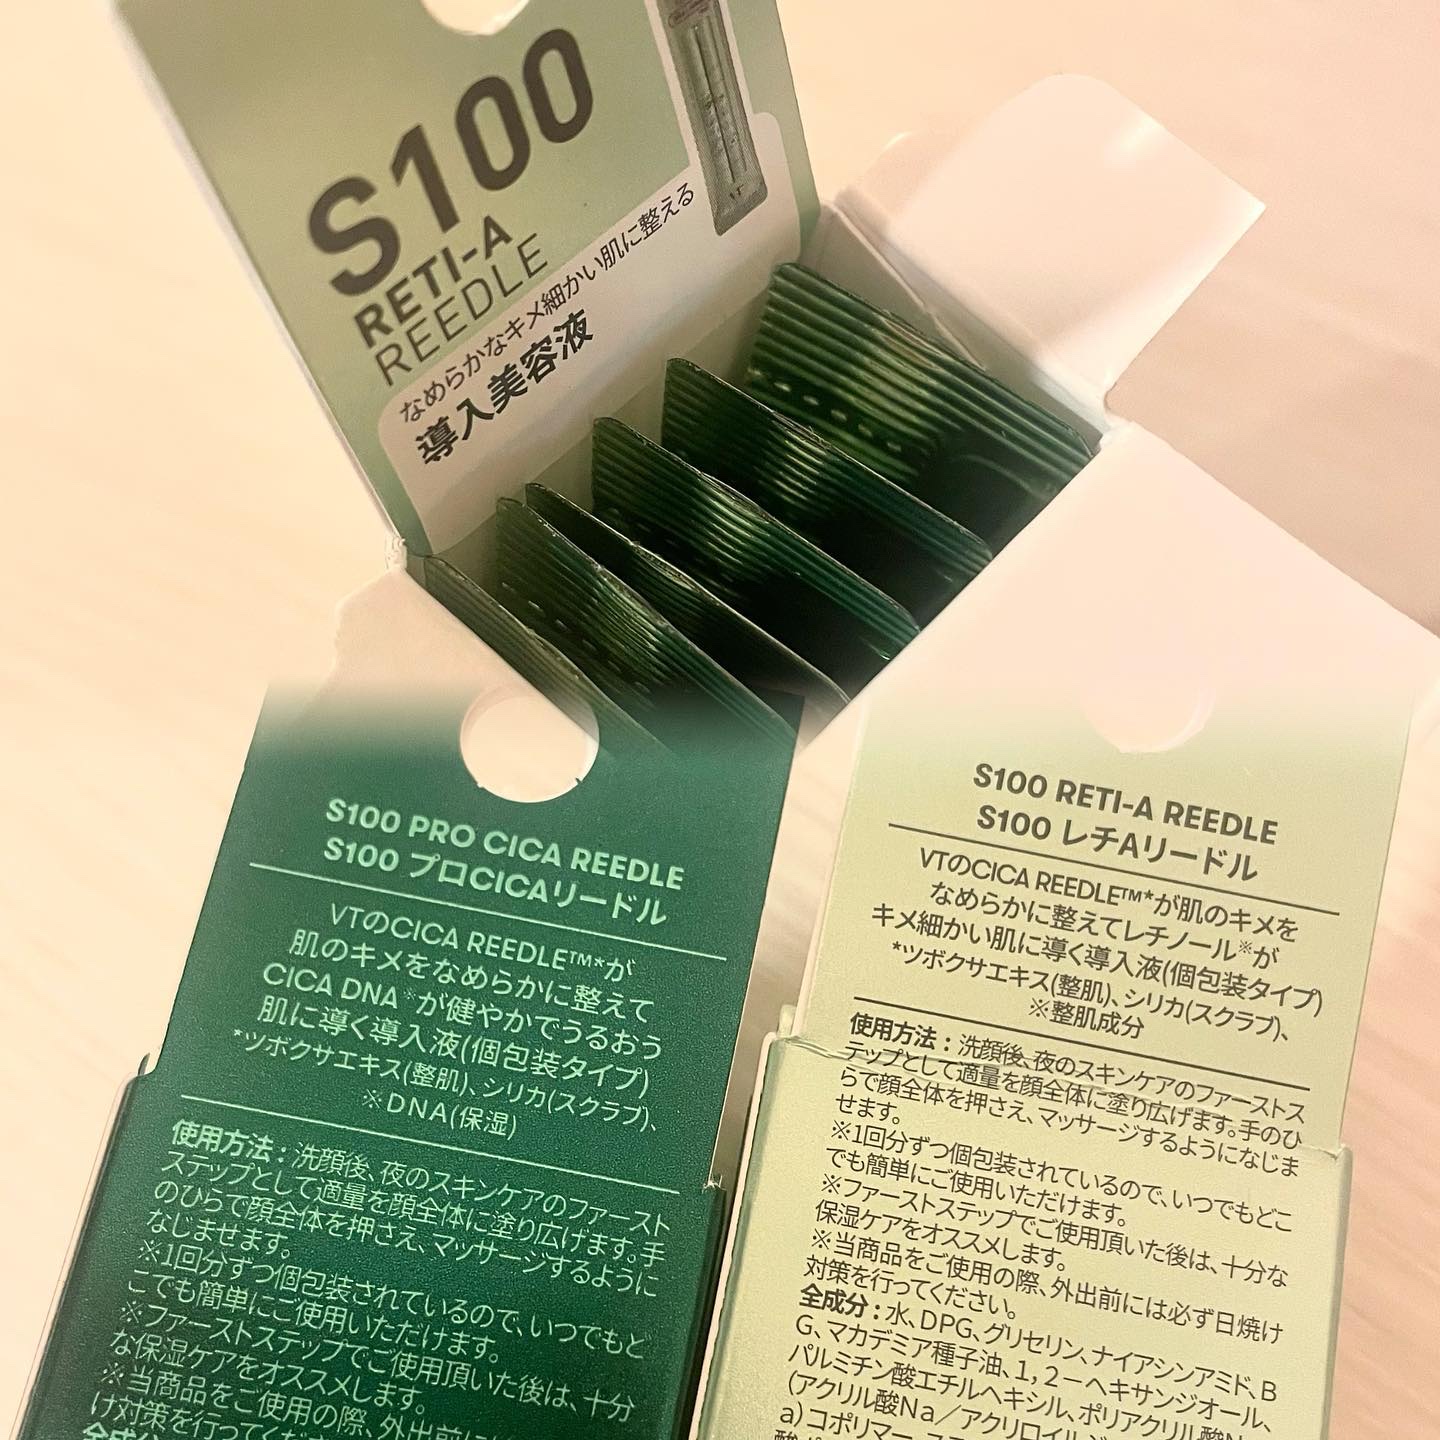 S100
RETI-A
REEDLE
なめらかなキメ細かい肌に整える
導入美容液
S100 PRO CICA REEDLE
S100 プロCICAリードル
VTのCICA REEDLE™*が
肌のキメをなめらかに整えて
CICA DNA※が健やかでうるおう
肌に導く導入液(個包装タイプ)
*ツボクサエキス(整肌)、シリカ(スクラブ)、
※DNA(保湿)
使用方法：洗顔後、夜のスキンケアのファースト
ステップとして適量を顔全体に塗り広げます。手
のひらで顔全体を押さえ、マッサージするように
なじませます。
※1回分ずつ個包装されているので、いつでもど
こでも簡単にご使用いただけます。
※ファーストステップでご使用頂いた後は、十分
な保湿ケアをオススメします。
※当商品をご使用の際、外出前に
け対策を行ってくだ
全成分
S100 RETI-A REEDLE
S100 レチAリードル
VTのCICA REEDLE™*が肌のキメを
なめらかに整えてレチノール※が
キメ細かい肌に導く導入液(個包装タイプ)
*ツボクサエキス(整肌)、シリカ(スクラブ)、
※整肌成分
使用方法：洗顔後、夜のスキンケアのファーストス
テップとして適量を顔全体に塗り広げます。手のひ
らで顔全体を押さえ、マッサージするようになじま
せます。
※1回分ずつ個包装されているので、いつでもどこ
でも簡単にご使用いただけます。
※ファーストステップでご使用頂いた後は、十分な
保湿ケアをオススメします。
※当商品をご使用の際、外出前には必ず日焼け
対策を行ってください。
全成分：水、DPG、グリセリン、ナイアシンアミド、B
G、マカデミア種子油、1，2－ヘキサンジオール、
パルミチン酸エチルヘキシル、ポリアクリル酸N
(アクリル酸Na／アクリロイル
a)コポリマー